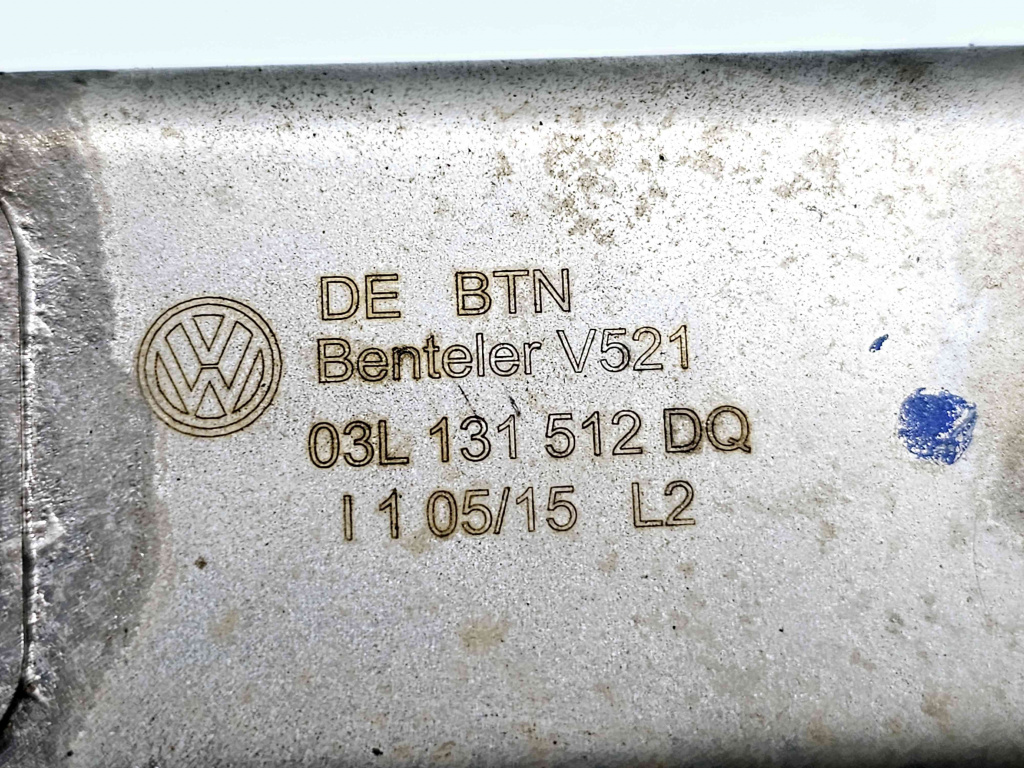 DE BTN
Benteler V521
03L 131 512 DQ
I 1 05/15 L2